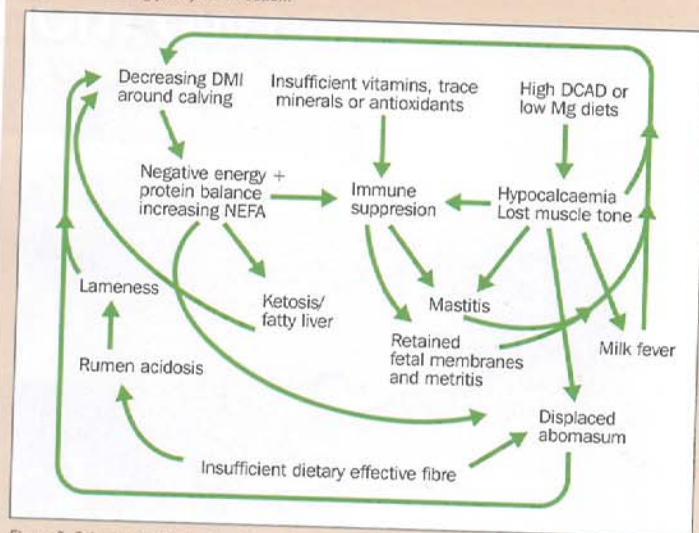 Decreasing DMI
around calving
Insufficient vitamins, trace
minerals or antioxidants
High DCAD or
low Mg diets
Negative energy +
protein balance
increasing NEFA
Immune
suppresion
Hypocalcaemia
Lost muscle tone
Lameness
Ketosis/
fatty liver
Mastitis
Retained
fetal membranes
and metritis
Milk fever
Rumen acidosis
Displaced
abomasum
Insufficient dietary effective fibre